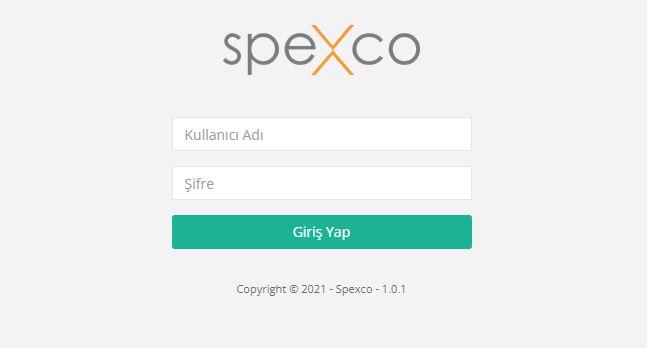 spexco
Kullanıcı Adı
Şifre
Giriş Yap
Copyright © 2021 - Spexco - 1.0.1